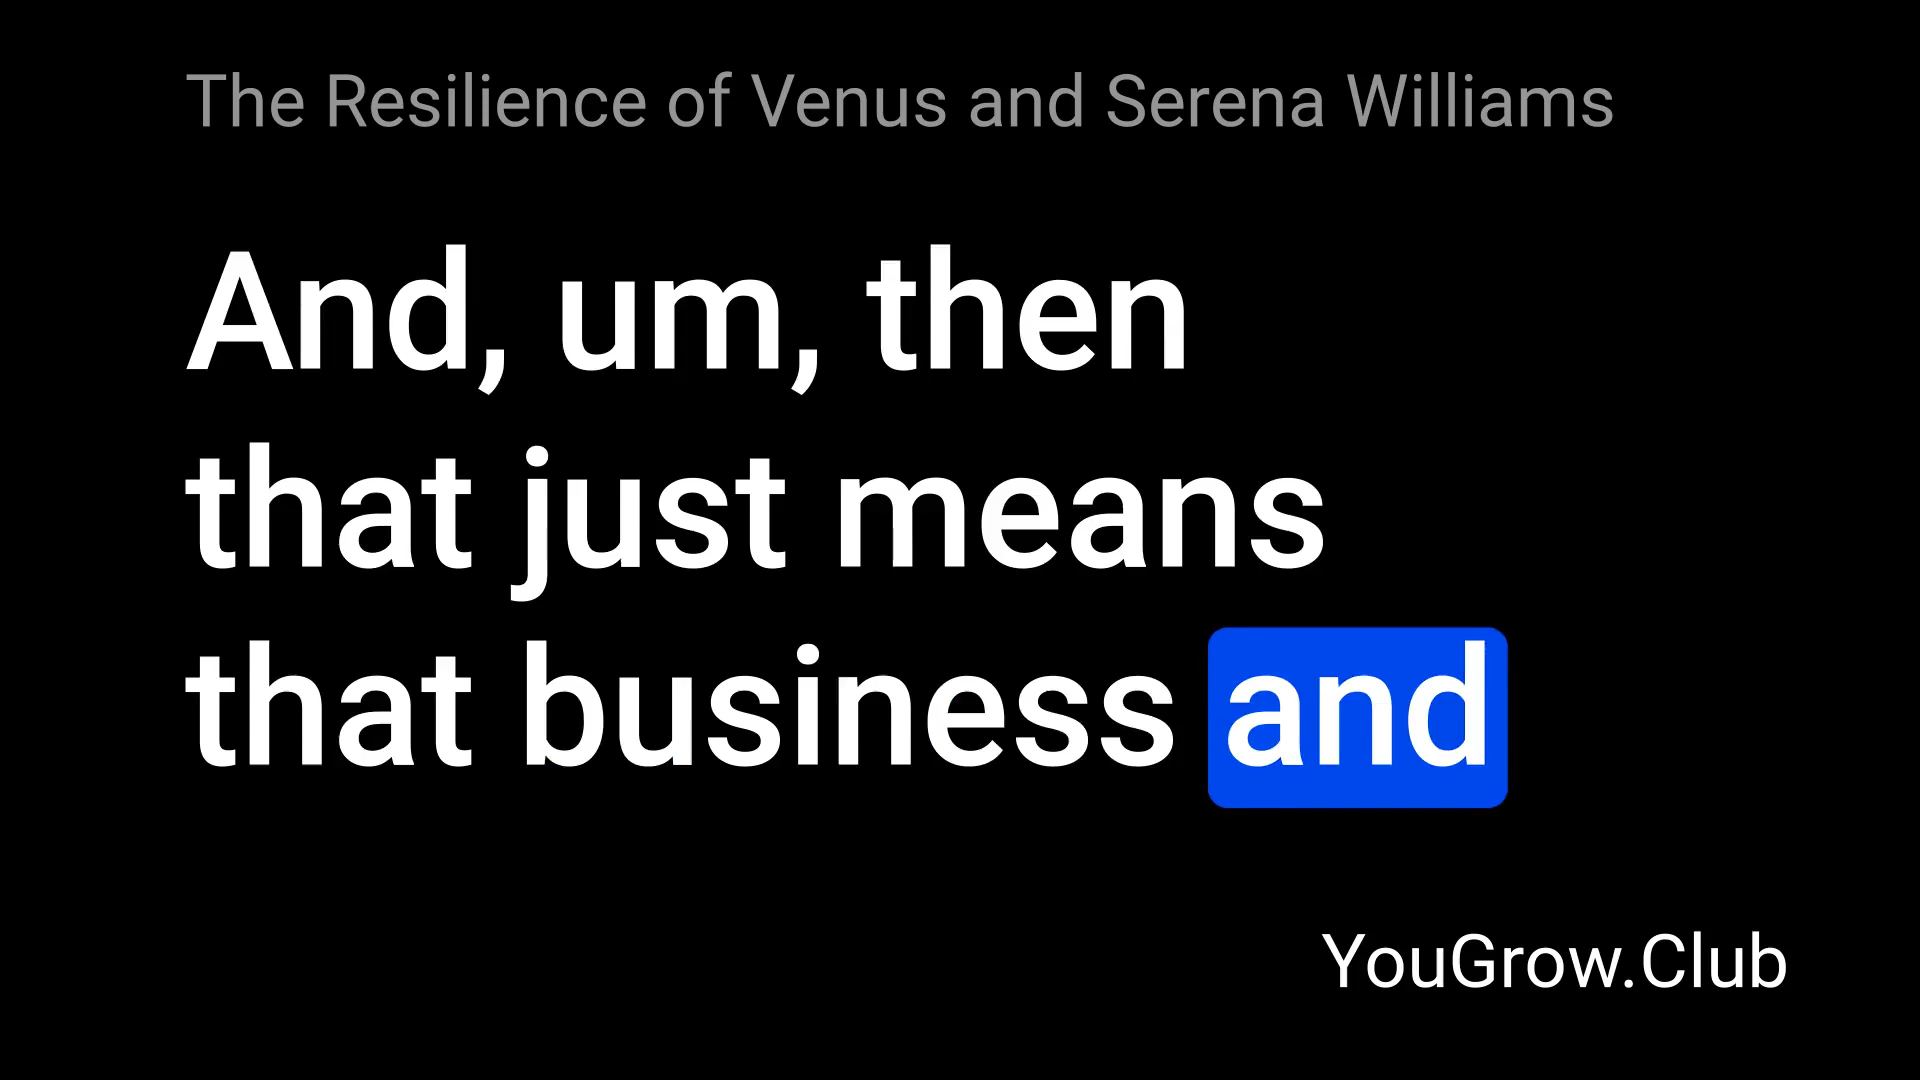 The Resilience of Venus and Serena Williams
And, um, then
that just means
that business and
YouGrow.Club